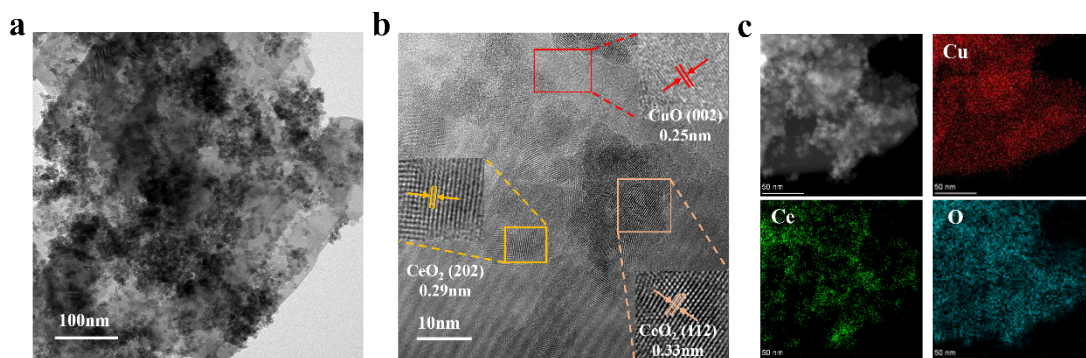 a
100nm
b
CuO (002)
0.25nm
CeO₂ (202)
0.29nm
CeO₂ (112)
0.33nm
10nm
c
Cu
50 nm
50 nm
Ce
O
50 nm
50 nm